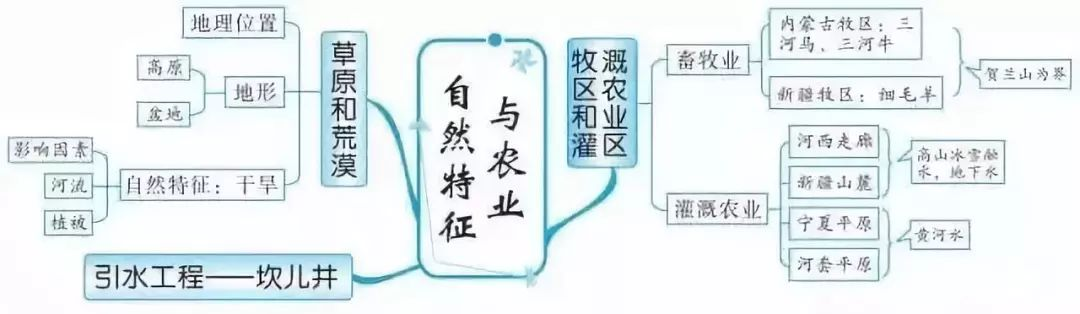 自然特征
与农业
草原和荒漠
地理位置
地形
高原
盆地
自然特征：干旱
影响因素
河流
植被
引水工程——坎儿井
牧区和灌
溉农业区
畜牧业
内蒙古牧区：三
河马、三河牛
新疆牧区：细毛羊
贺兰山为界
灌溉农业
河西走廊
新疆山麓
高山冰雪融
水，地下水
宁夏平原
河套平原
黄河水